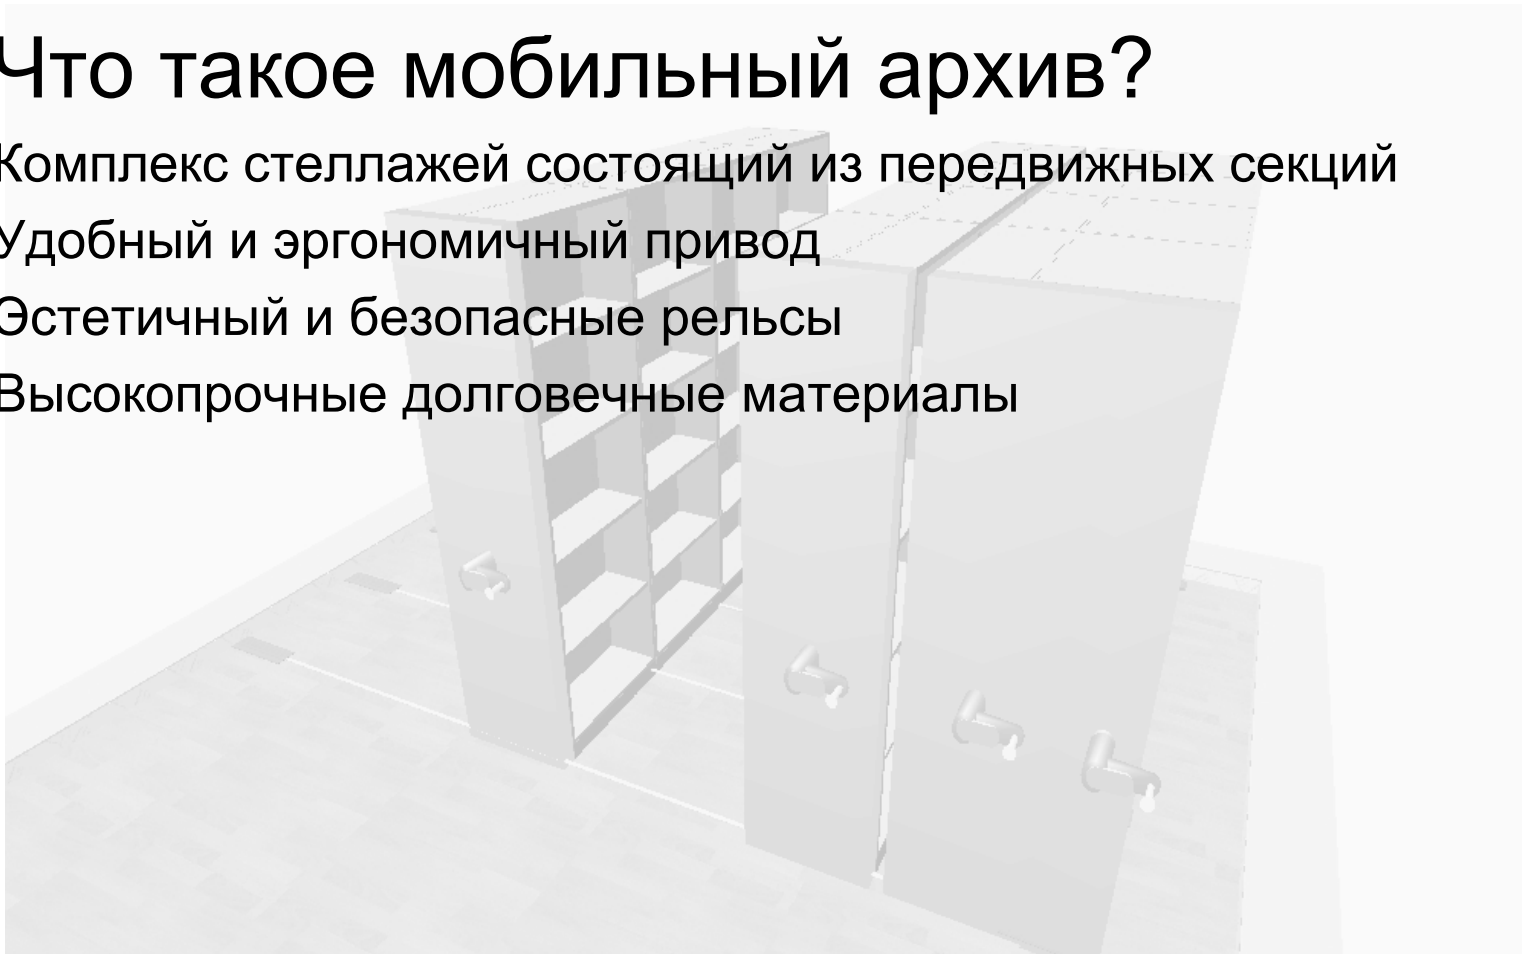 Что такое мобильный архив?
Комплекс стеллажей состоящий из передвижных секций
Удобный и эргономичный привод
Эстетичный и безопасные рельсы
Высокопрочные долговечные материалы